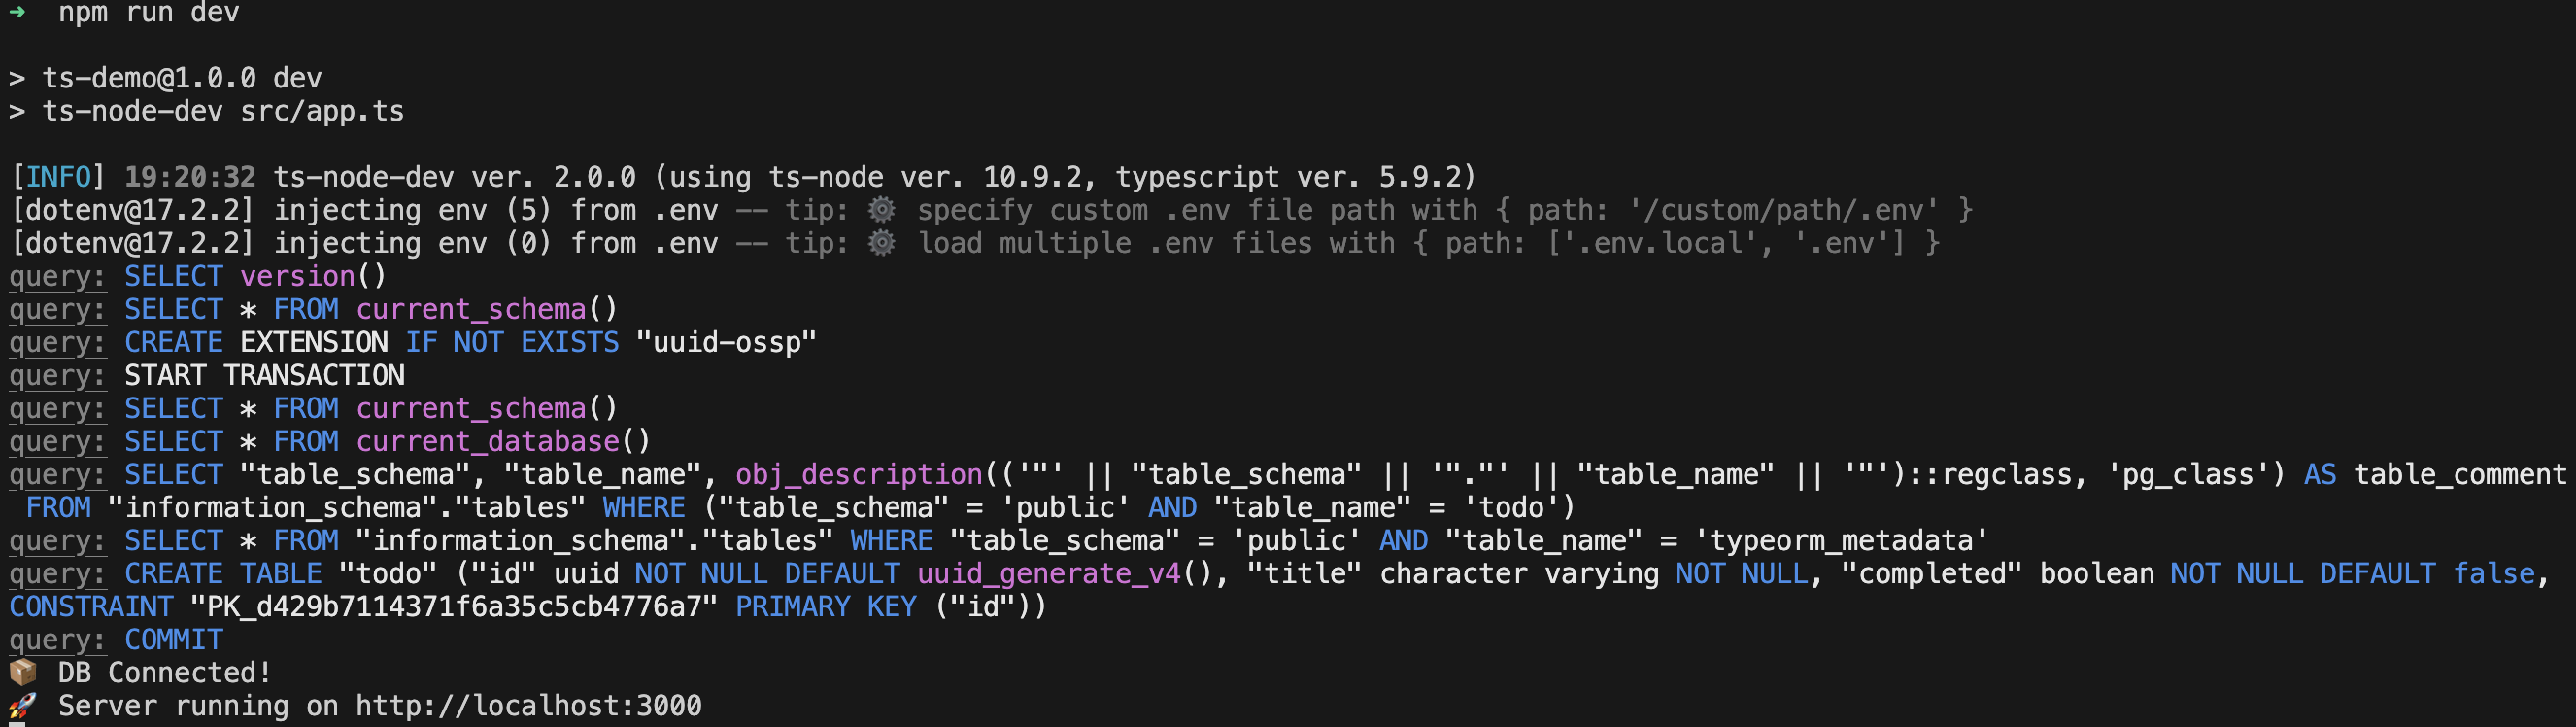 ➜  npm run dev

> ts-demo@1.0.0 dev
> ts-node-dev src/app.ts

[INFO] 19:20:32 ts-node-dev ver. 2.0.0 (using ts-node ver. 10.9.2, typescript ver. 5.9.2)
[dotenv@17.2.2] injecting env (5) from .env -- tip: ⚙️ specify custom .env file path with { path: '/custom/path/.env' }
[dotenv@17.2.2] injecting env (0) from .env -- tip: ⚙️ load multiple .env files with { path: ['.env.local', '.env'] }
query: SELECT version()
query: SELECT * FROM current_schema()
query: CREATE EXTENSION IF NOT EXISTS "uuid-ossp"
query: START TRANSACTION
query: SELECT * FROM current_schema()
query: SELECT * FROM current_database()
query: SELECT "table_schema", "table_name", obj_description(('"' || "table_schema" || '"."' || "table_name" || '"')::regclass, 'pg_class') AS table_comment
 FROM "information_schema"."tables" WHERE ("table_schema" = 'public' AND "table_name" = 'todo')
query: SELECT * FROM "information_schema"."tables" WHERE "table_schema" = 'public' AND "table_name" = 'typeorm_metadata'
query: CREATE TABLE "todo" ("id" uuid NOT NULL DEFAULT uuid_generate_v4(), "title" character varying NOT NULL, "completed" boolean NOT NULL DEFAULT false,
CONSTRAINT "PK_d429b7114371f6a35c5cb4776a7" PRIMARY KEY ("id"))
query: COMMIT
📦 DB Connected!
🚀 Server running on http://localhost:3000